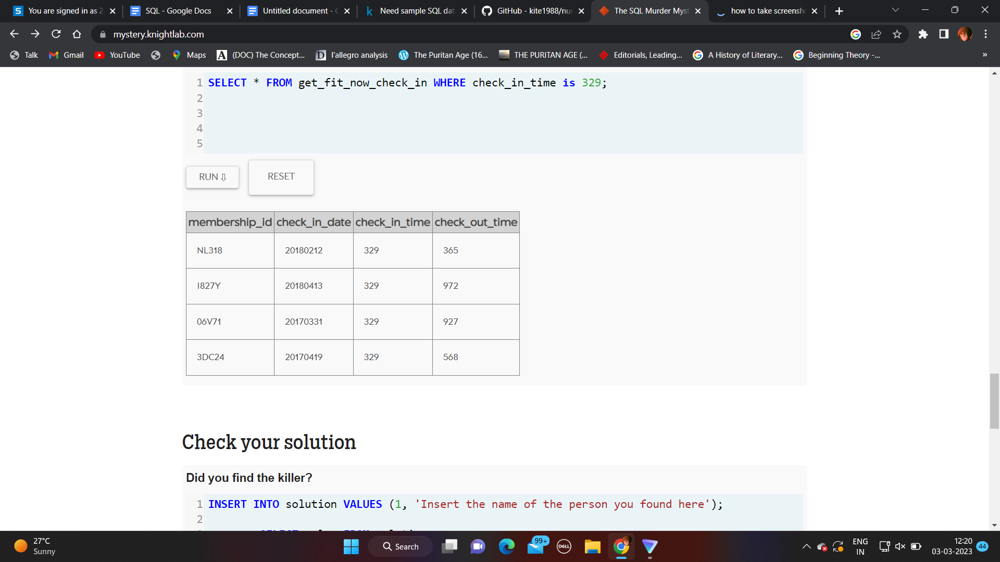 You are signed in as 2
SQL - Google Docs
Untitled document -
Need sample SQL dat
GitHub - kite1988/nus
The SQL Murder Myst
how to take screensh
mystery.knightlab.com
Talk
Gmail
YouTube
Maps
(DOC) The Concept...
l'allegro analysis
The Puritan Age (16...
THE PURITAN AGE (...
Editorials, Leading...
A History of Literary...
Beginning Theory -...
»
1 SELECT * FROM get_fit_now_check_in WHERE check_in_time is 329;
2
3
4
5
RUN ⇩
RESET
membership_id check_in_date check_in_time check_out_time
NL318 20180212 329 365
I827Y 20180413 329 972
06V71 20170331 329 927
3DC24 20170419 329 568
Check your solution
Did you find the killer?
1 INSERT INTO solution VALUES (1, 'Insert the name of the person you found here');
2
27°C
Sunny
Search
99+
DELL
ENG
IN
12:20
03-03-2023
44